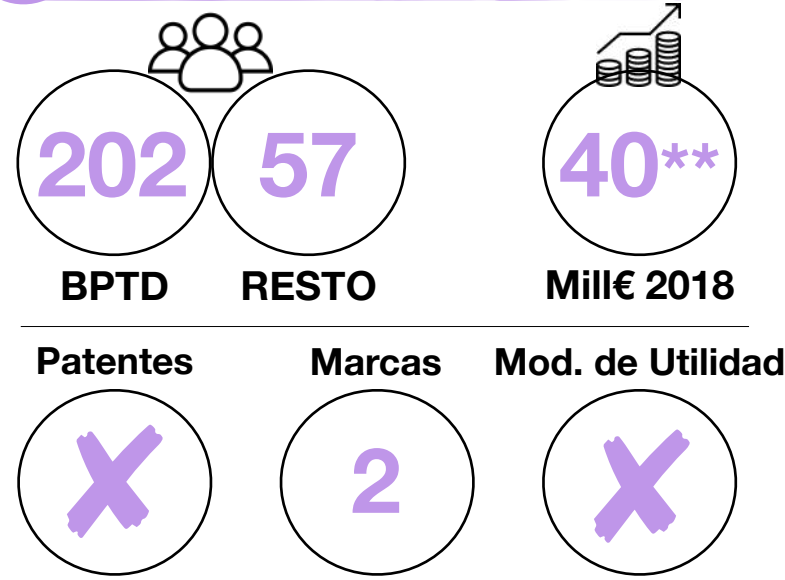 202 57 40**
BPTD RESTO Mill€ 2018
Patentes Marcas Mod. de Utilidad
2